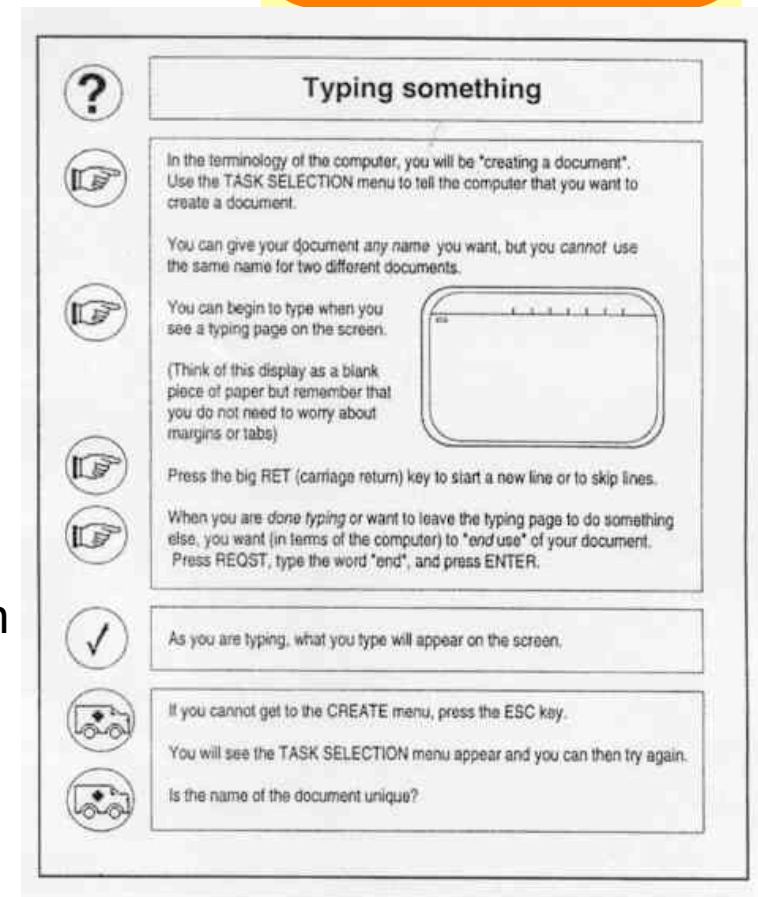 ?
Typing something
In the terminology of the computer, you will be "creating a document".
Use the TASK SELECTION menu to tell the computer that you want to
create a document.
You can give your document any name you want, but you cannot use
the same name for two different documents.
You can begin to type when you
see a typing page on the screen.
(Think of this display as a blank
piece of paper but remember that
you do not need to worry about
margins or tabs)
Press the big RET (carriage return) key to start a new line or to skip lines.
When you are done typing or want to leave the typing page to do something
else, you want (in terms of the computer) to "end use" of your document.
Press REQST, type the word "end", and press ENTER.
n
As you are typing, what you type will appear on the screen.
If you cannot get to the CREATE menu, press the ESC key.
You will see the TASK SELECTION menu appear and you can then try again.
Is the name of the document unique?